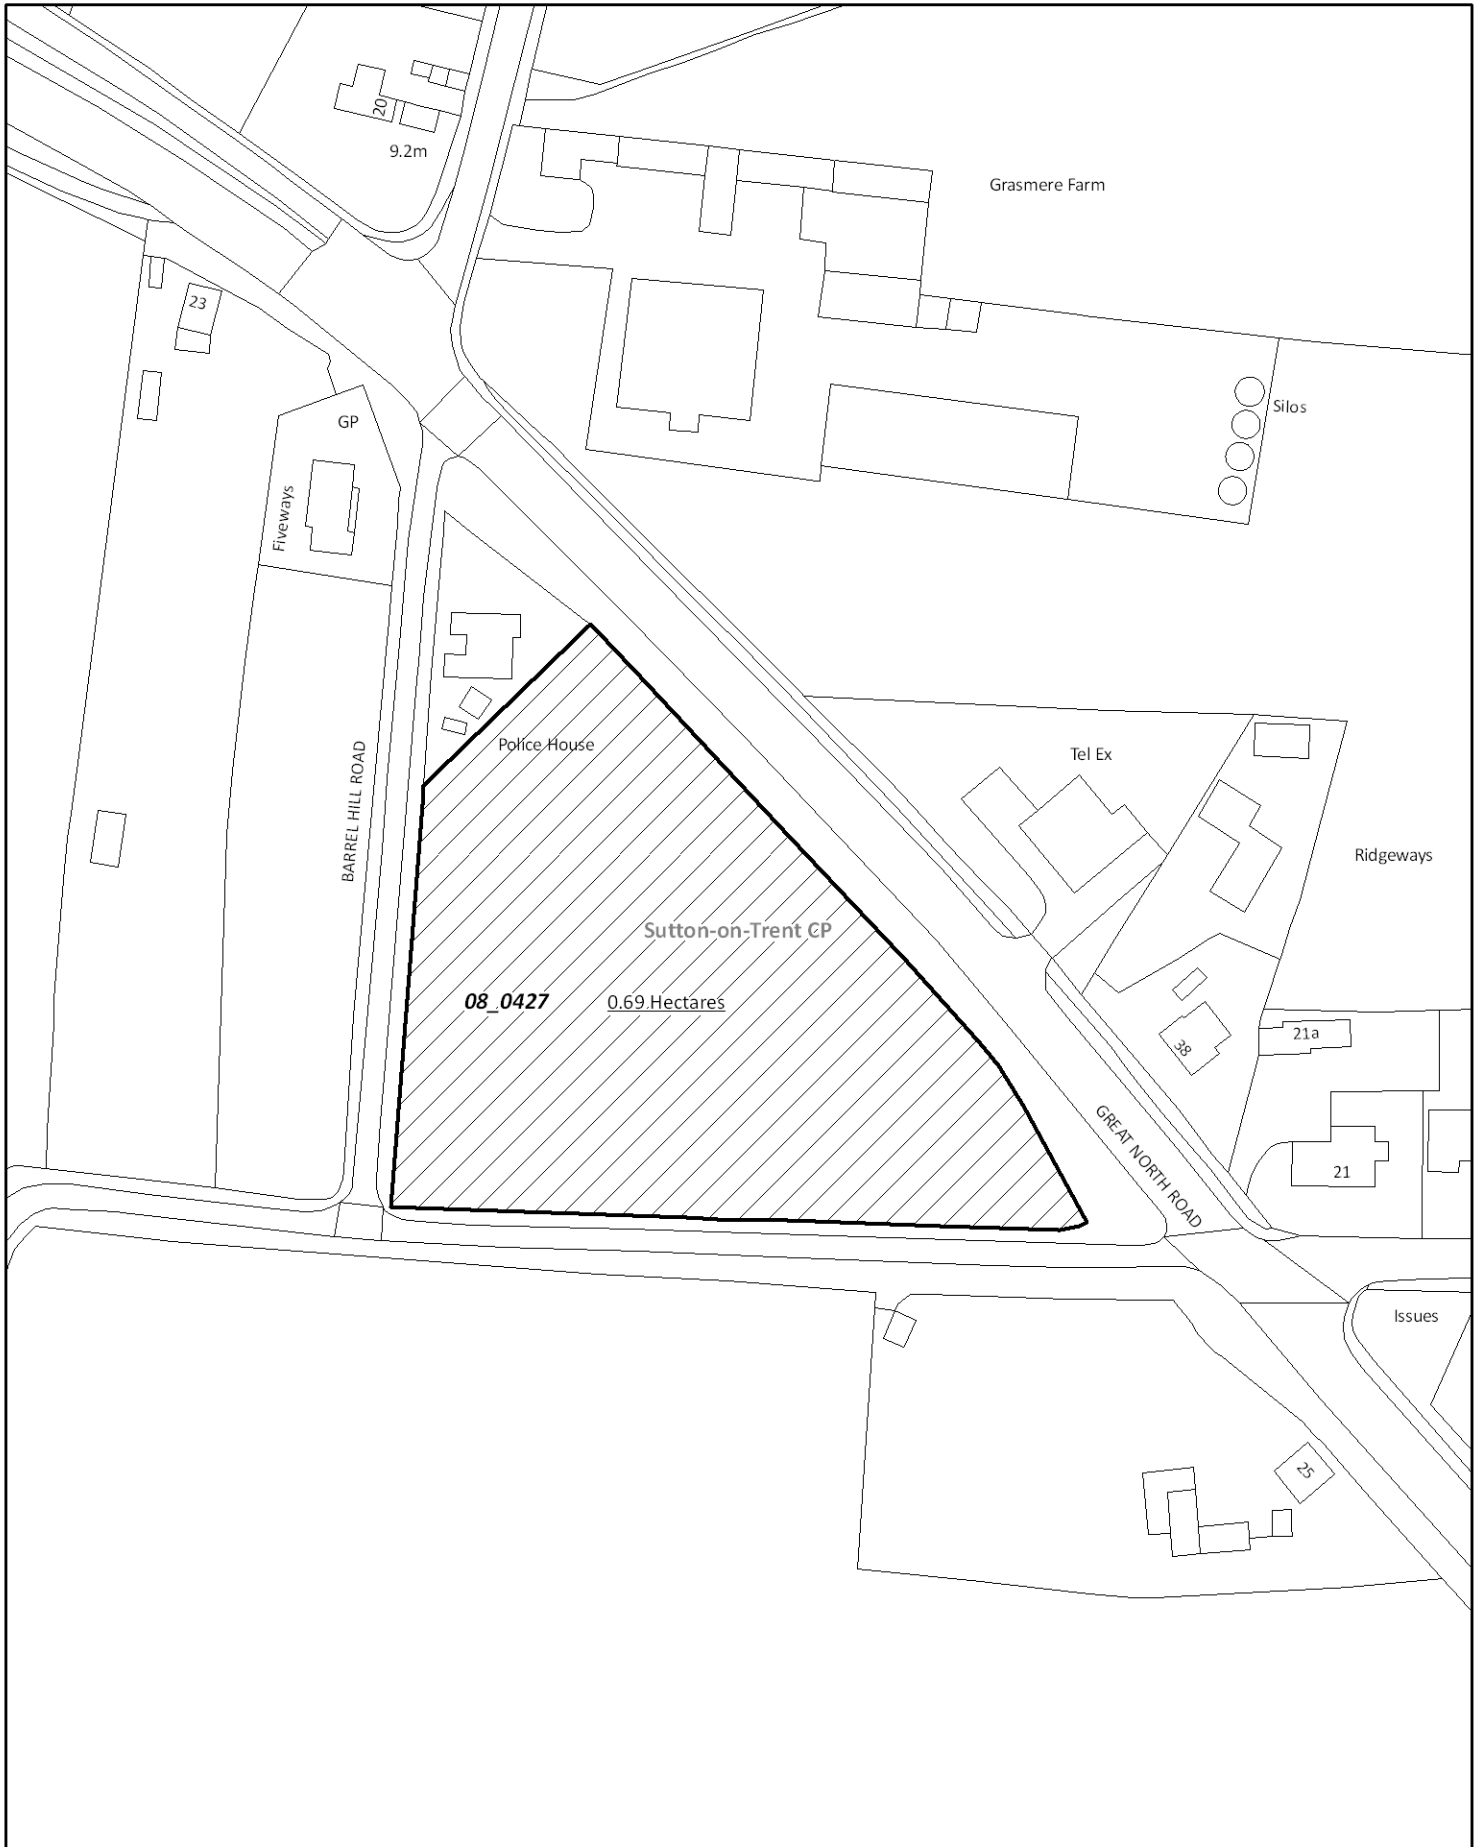 20
9.2m
Grasmere Farm
23
Silos
GP
Fiveways
Police House
Tel Ex
BARREL HILL ROAD
Ridgeways
Sutton-on-Trent CP
08_0427
0.69 Hectares
38
21a
GREAT NORTH ROAD
21
Issues
25